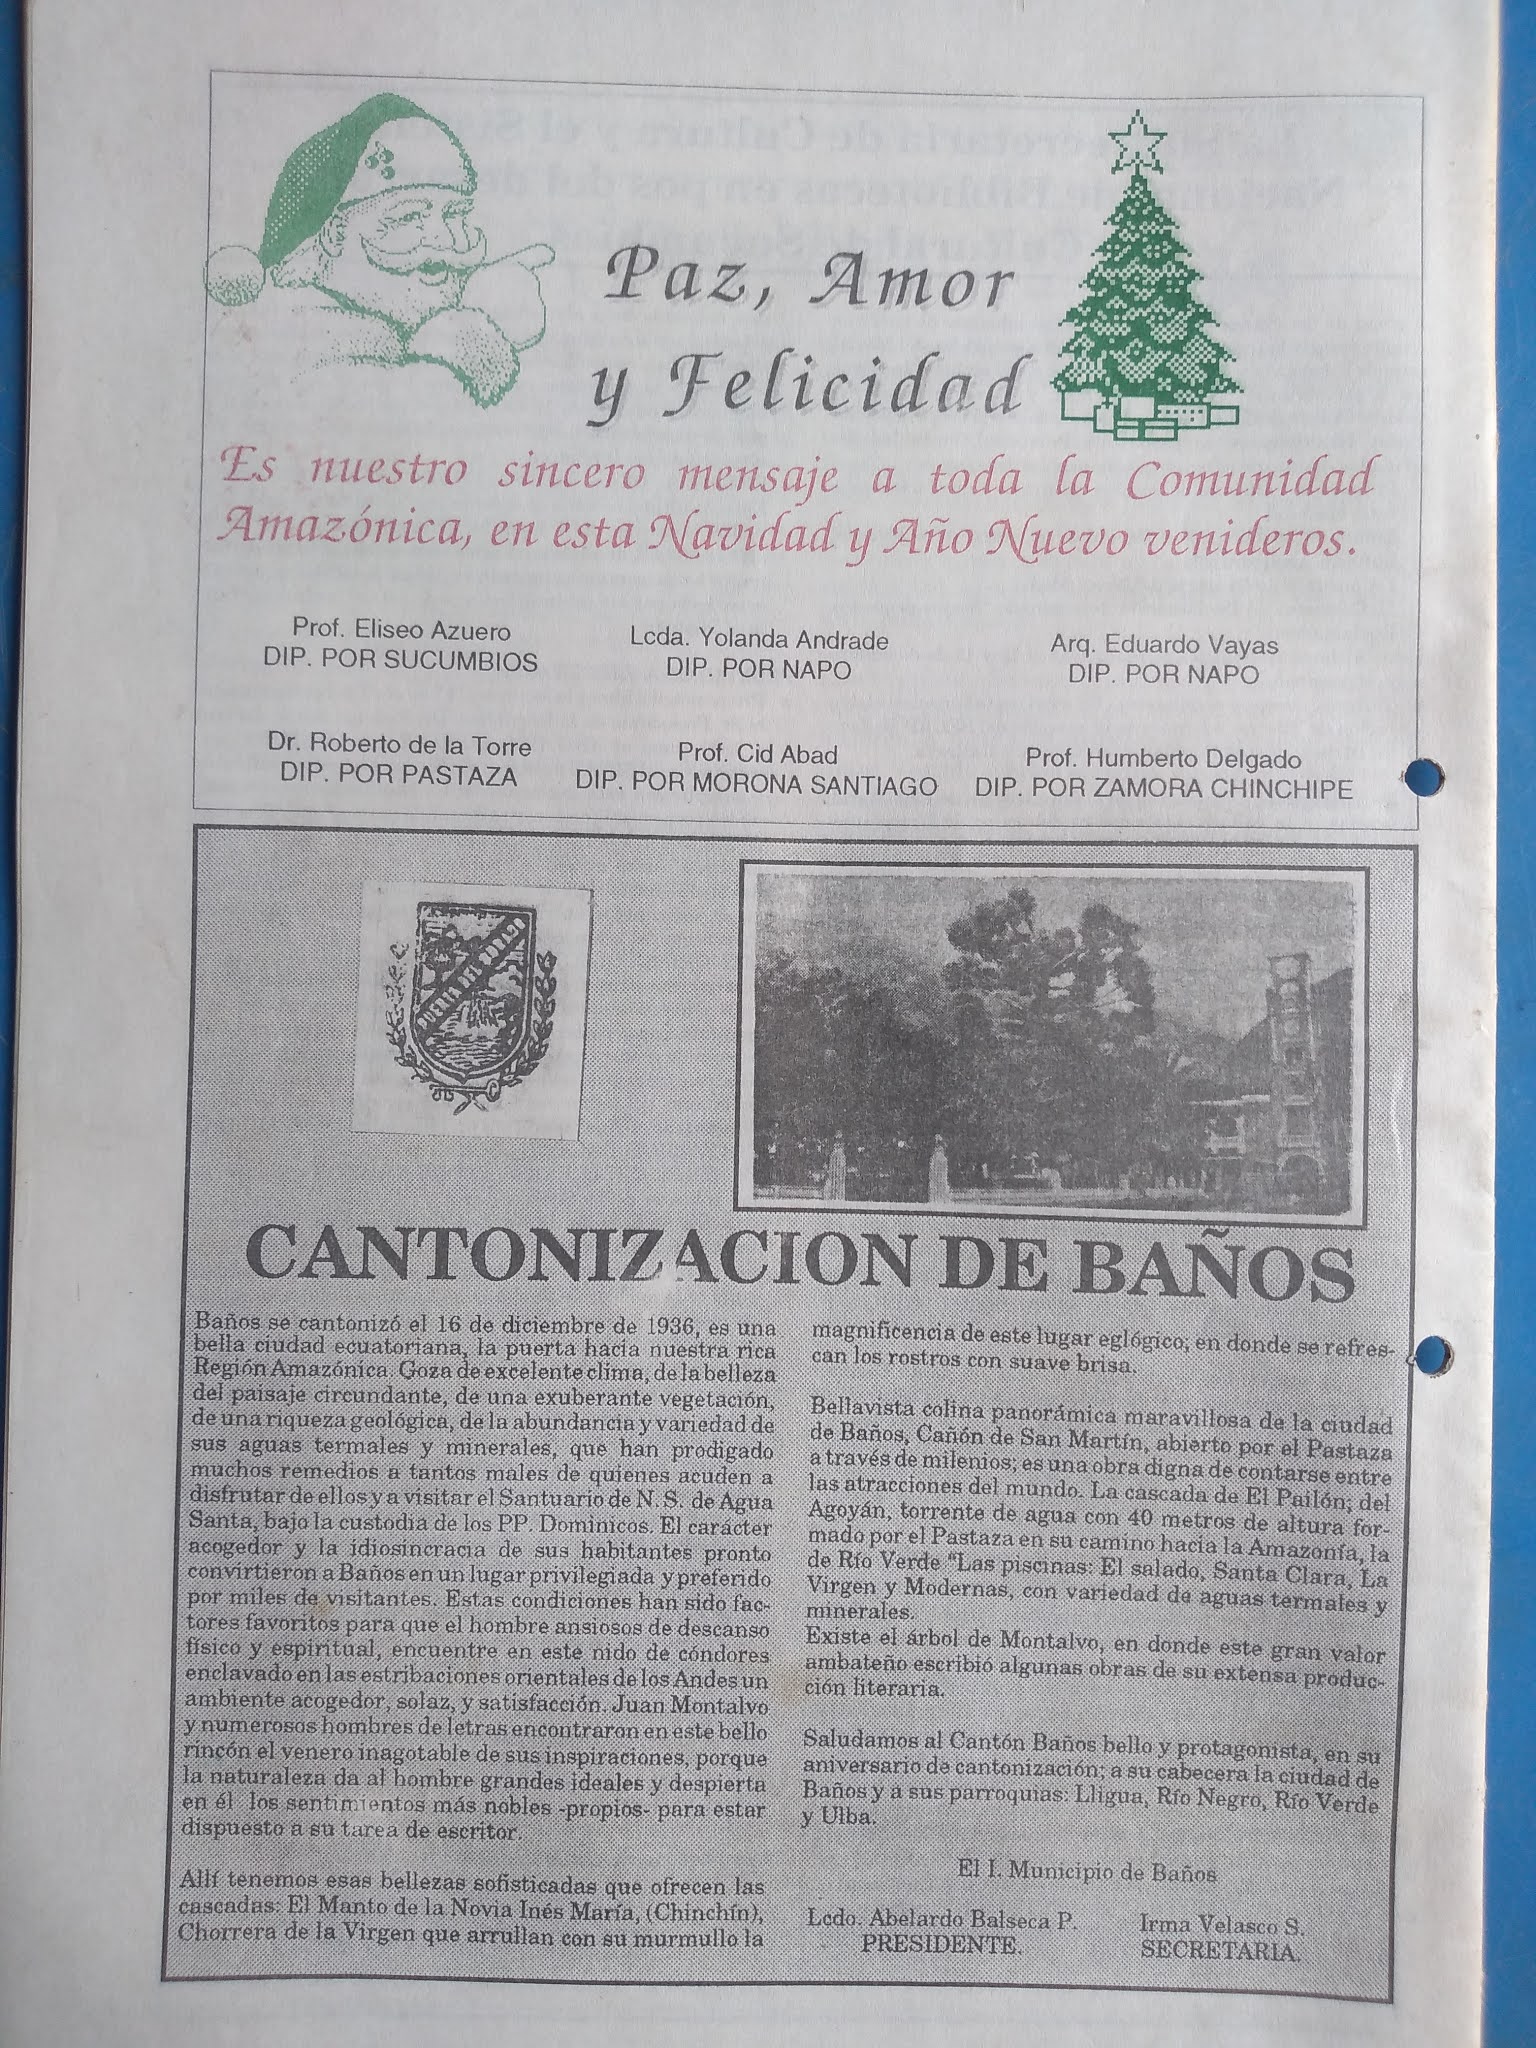 Paz, Amor
y Felicidad
Es nuestro sincero mensaje a toda la Comunidad
Amazónica, en esta Navidad y Año Nuevo venideros.
Prof. Eliseo Azuero
DIP. POR SUCUMBIOS
Lcda. Yolanda Andrade
DIP. POR NAPO
Arq. Eduardo Vayas
DIP. POR NAPO
Dr. Roberto de la Torre
DIP. POR PASTAZA
Prof. Cid Abad
DIP. POR MORONA SANTIAGO
Prof. Humberto Delgado
DIP. POR ZAMORA CHINCHIPE
CANTONIZACION DE BAÑOS
Baños se cantonizó el 16 de diciembre de 1936, es una
bella ciudad ecuatoriana, la puerta hacia nuestra rica
Región Amazónica. Goza de excelente clima, de la belleza
del paisaje circundante, de una exuberante vegetación,
de una riqueza geológica, de la abundancia y variedad de
sus aguas termales y minerales, que han prodigado
muchos remedios a tantos males de quienes acuden a
disfrutar de ellos y a visitar el Santuario de N. S. de Agua
Santa, bajo la custodia de los PP. Dominicos. El carácter
acogedor y la idiosincracia de sus habitantes pronto
convirtieron a Baños en un lugar privilegiada y preferido
por miles de visitantes. Estas condiciones han sido fac-
tores favoritos para que el hombre ansiosos de descanso
físico y espiritual, encuentre en este nido de cóndores
enclavado en las estribaciones orientales de los Andes un
ambiente acogedor, solaz, y satisfacción. Juan Montalvo
y numerosos hombres de letras encontraron en este bello
rincón el venero inagotable de sus inspiraciones, porque
la naturaleza da al hombre grandes ideales y despierta
en él los sentimientos más nobles -propios- para estar
dispuesto a su tarea de escritor.
Allí tenemos esas bellezas sofisticadas que ofrecen las
cascadas: El Manto de la Novia Inés María, (Chinchín),
Chorrera de la Virgen que arrullan con su murmullo la
magnificencia de este lugar eglógico; en donde se refres-
can los rostros con suave brisa.
Bellavista colina panorámica maravillosa de la ciudad
de Baños, Cañón de San Martín, abierto por el Pastaza
a través de milenios; es una obra digna de contarse entre
las atracciones del mundo. La cascada de El Pailón; del
Agoyán, torrente de agua con 40 metros de altura for-
mado por el Pastaza en su camino hacia la Amazonía, la
de Río Verde "Las piscinas: El salado, Santa Clara, La
Virgen y Modernas, con variedad de aguas termales y
minerales.
Existe el árbol de Montalvo, en donde este gran valor
ambateño escribió algunas obras de su extensa produc-
ción literaria.
Saludamos al Cantón Baños bello y protagonista, en su
aniversario de cantonización; a su cabecera la ciudad de
Baños y a sus parroquias: Lligua, Río Negro, Río Verde
y Ulba.
El I. Municipio de Baños
Lcdo. Abelardo Balseca P.
PRESIDENTE.
Irma Velasco S.
SECRETARIA.